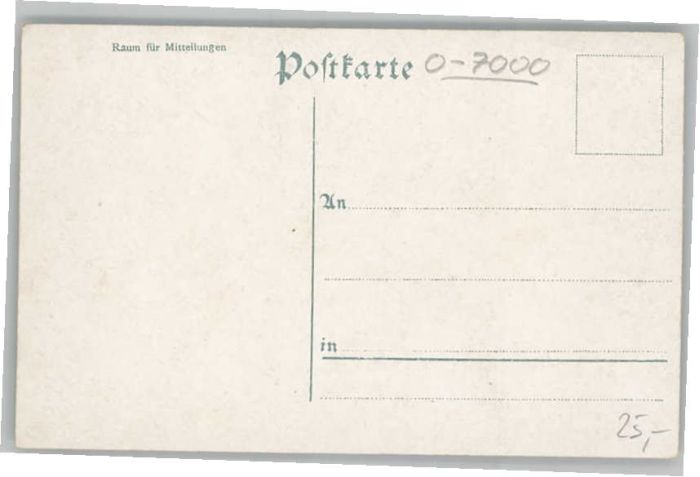 Raum für Mitteilungen
Postkarte 0-7000
An
in
25,-